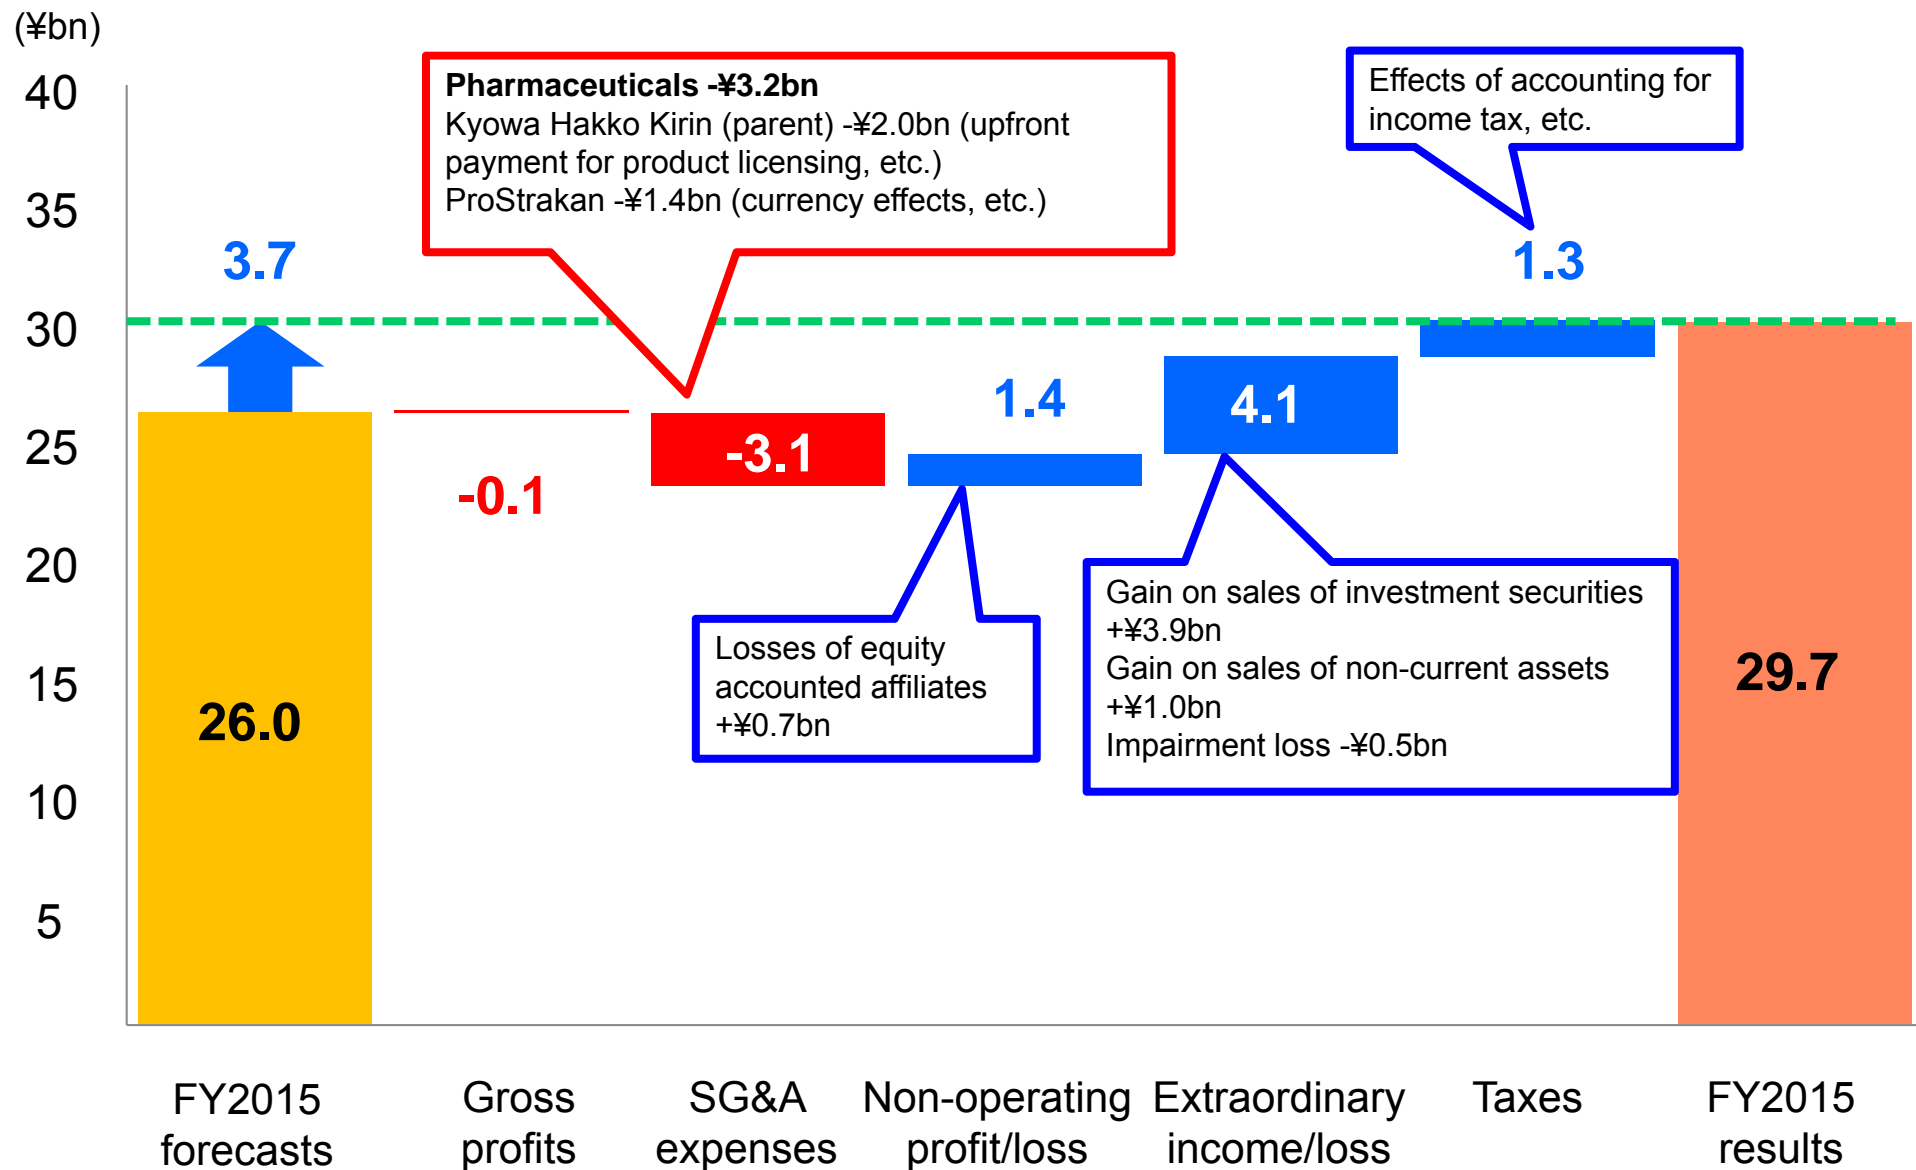 (¥bn)
40
35
30
25
20
15
10
5
Pharmaceuticals -¥3.2bn
Kyowa Hakko Kirin (parent) -¥2.0bn (upfront
payment for product licensing, etc.)
ProStrakan -¥1.4bn (currency effects, etc.)
Effects of accounting for
income tax, etc.
3.7
1.3
1.4
4.1
-3.1
-0.1
Losses of equity
accounted affiliates
+¥0.7bn
Gain on sales of investment securities
+¥3.9bn
Gain on sales of non-current assets
+¥1.0bn
Impairment loss -¥0.5bn
26.0
29.7
FY2015
forecasts
Gross
profits
SG&A
expenses
Non-operating
profit/loss
Extraordinary
income/loss
Taxes
FY2015
results